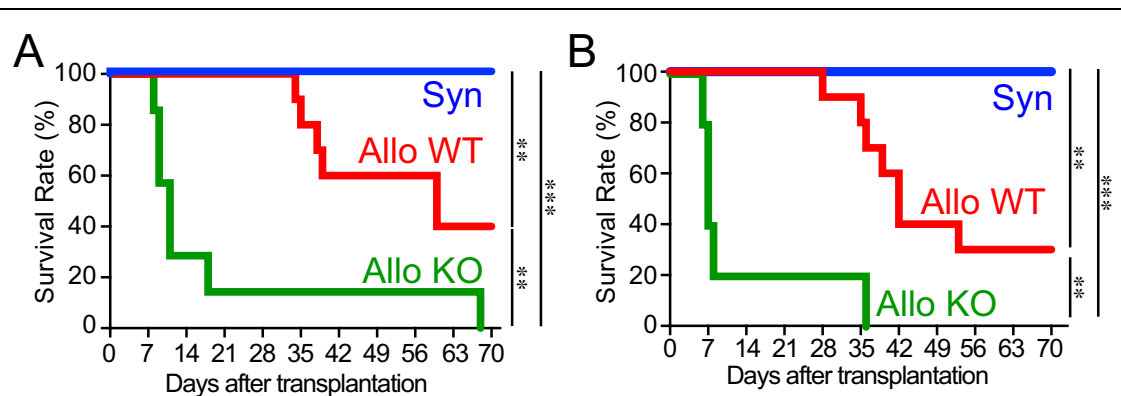 A
Survival Rate (%)
100
80
60
40
20
0
Syn
Allo WT
Allo KO
**
***
**
0 7 14 21 28 35 42 49 56 63 70
Days after transplantation
B
Survival Rate (%)
100
80
60
40
20
0
Syn
Allo WT
Allo KO
**
***
**
0 7 14 21 28 35 42 49 56 63 70
Days after transplantation